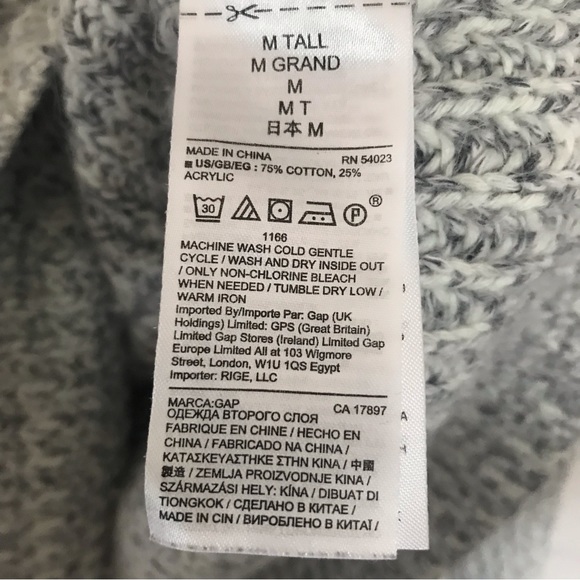 M TALL
M GRAND
M
M T
日本 M
MADE IN CHINA RN 54023
US/GB/EG : 75% COTTON, 25%
ACRYLIC
30 P ®
1166
MACHINE WASH COLD GENTLE
CYCLE / WASH AND DRY INSIDE OUT
/ ONLY NON-CHLORINE BLEACH
WHEN NEEDED / TUMBLE DRY LOW /
WARM IRON
Imported By/Importe Par: Gap (UK
Holdings) Limited: GPS (Great Britain)
Limited Gap Stores (Ireland) Limited Gap
Europe Limited All at 103 Wigmore
Street, London, W1U 1QS Egypt
Importer: RIGE, LLC
MARCA:GAP CA 17897
ОДЕЖДА ВТОРОГО СЛОЯ
FABRIQUE EN CHINE / HECHO EN
CHINA / FABRICADO NA CHINA /
ΚΑΤΑΣΚΕΥΑΣΤΗΚΕ ΣΤΗΝ ΚΙΝΑ / 中國
製造 / ZEMLJA PROIZVODNJE KINA /
SZÁRMAZÁSI HELY: KÍNA / DIBUAT DI
TIONGKOK / СДЕЛАНО В КИТАЕ /
MADE IN CIN / ВИРОБЛЕНО В КИТАЇ /